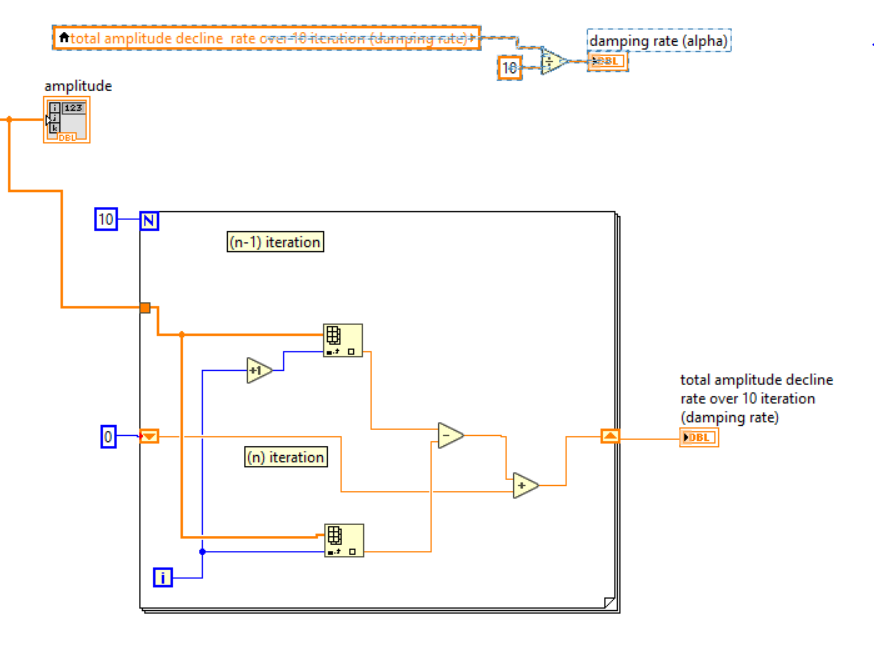 total amplitude decline rate over 10 iteration (damping rate)
damping rate (alpha)
10
÷
DBL
amplitude
i
123
j
k
DBL
10
N
(n-1) iteration
+1
total amplitude decline
rate over 10 iteration
(damping rate)
0
-
DBL
(n) iteration
+
i